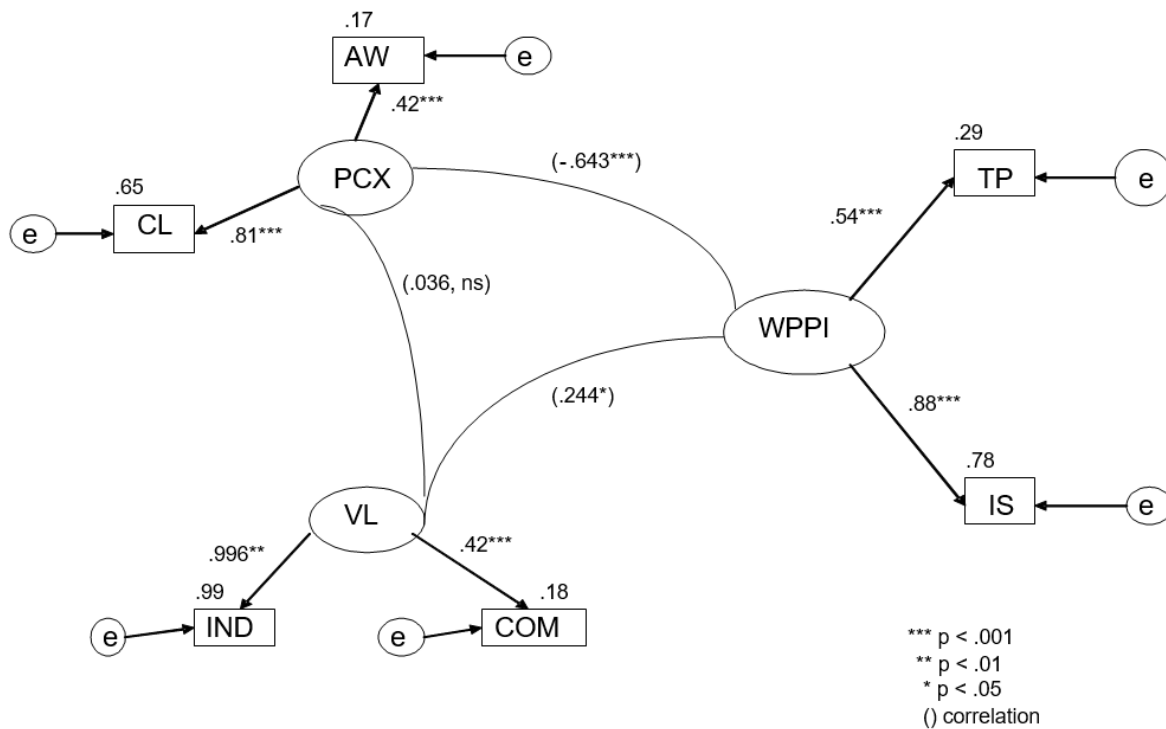 .17
AW
e
.42***
PCX
(-.643***)
.29
TP
e
.65
CL
e
.81***
.54***
(.036, ns)
WPPI
(.244*)
.88***
.78
IS
e
VL
.996**
.42***
.99
IND
e
.18
COM
e
*** p < .001
** p < .01
* p < .05
() correlation